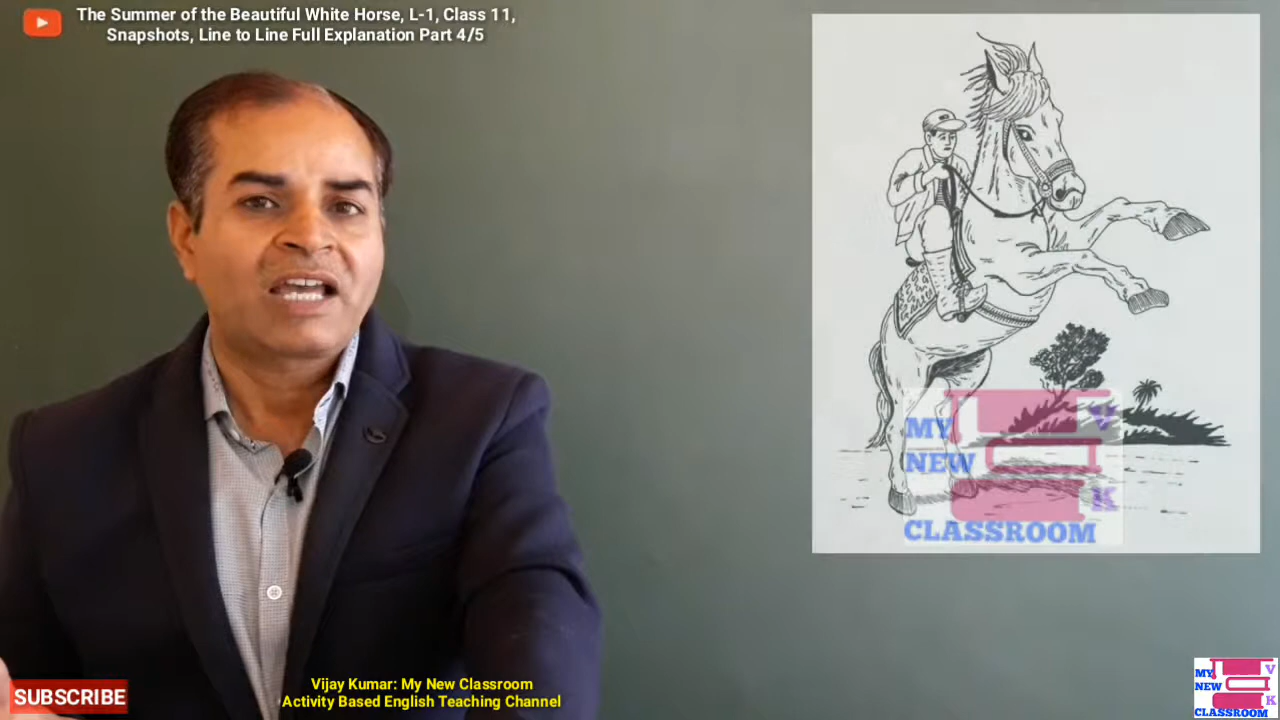 The Summer of the Beautiful White Horse, L-1, Class 11,
Snapshots, Line to Line Full Explanation Part 4/5
MY V
NEW
K
CLASSROOM
SUBSCRIBE
Vijay Kumar: My New Classroom
Activity Based English Teaching Channel
MY V
NEW
K
CLASSROOM